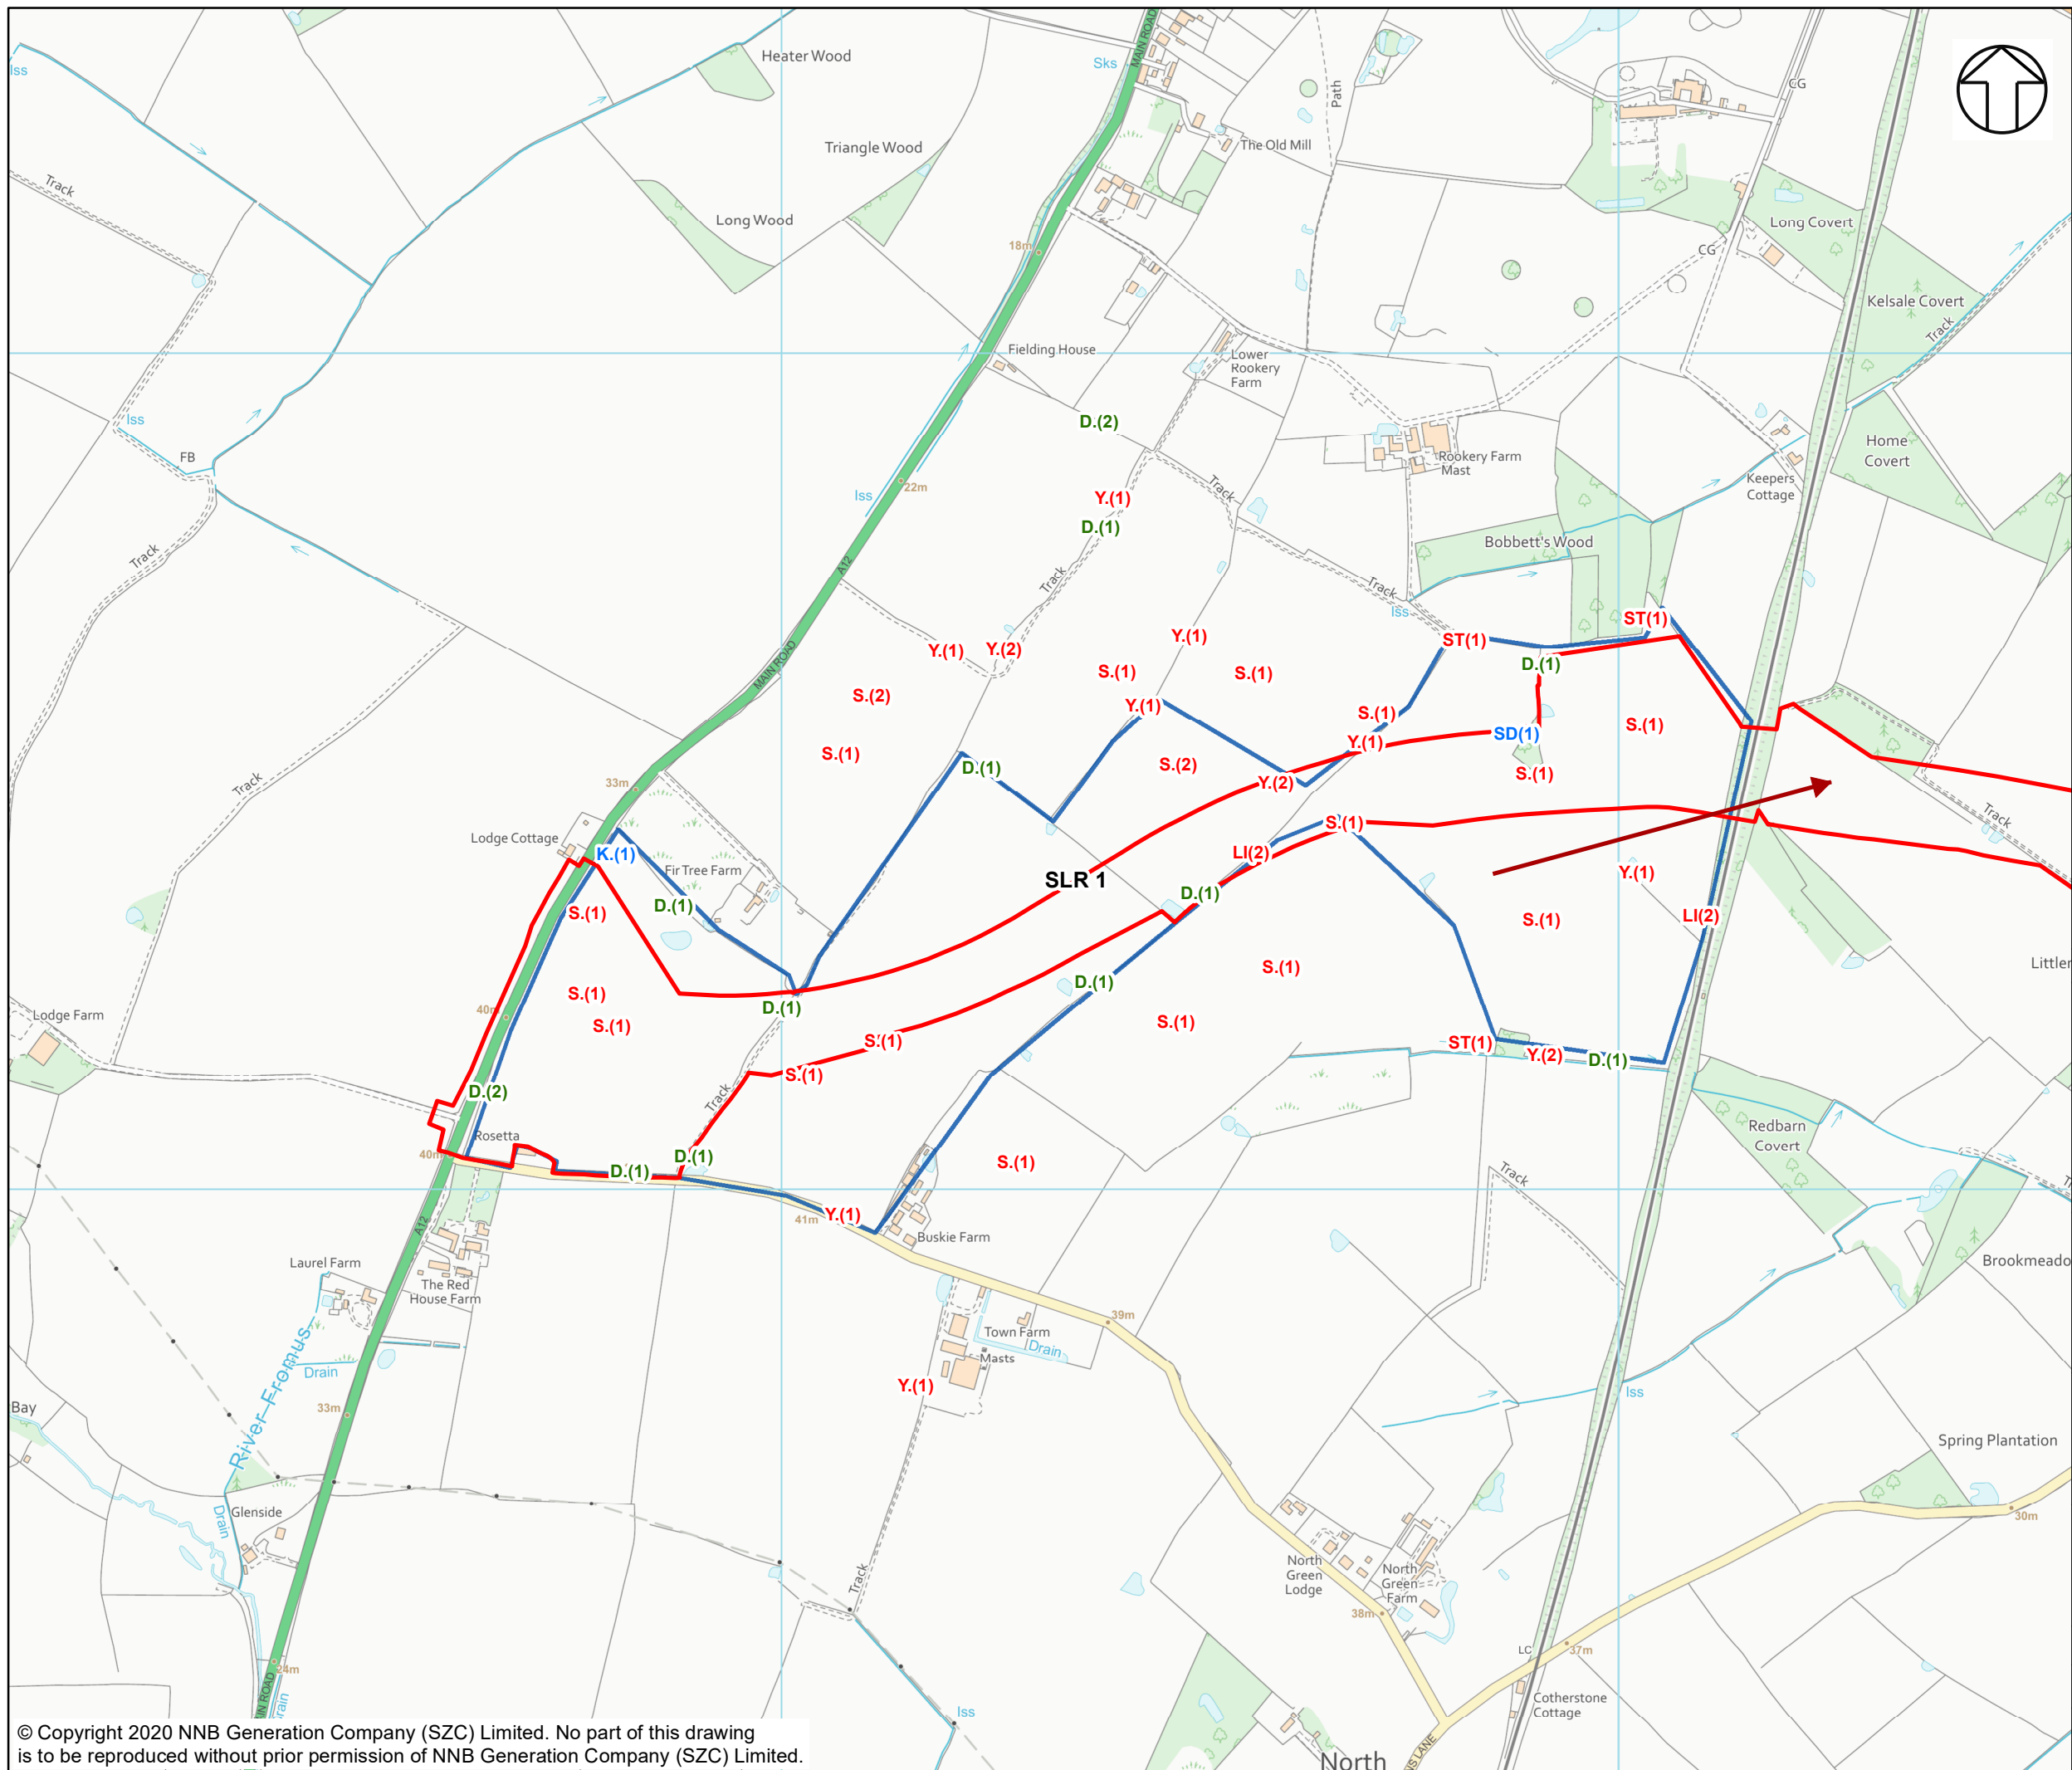 MAIN ROAD
Heater Wood
Sks
Iss
CG
Path
Triangle Wood
The Old Mill
Track
Long Wood
Long Covert
18m
CG
Kelsale Covert
Track
Fielding House
Lower
Rookery
Farm
Iss
D.(2)
Home
Covert
FB
Rookery Farm
Mast
Keepers
Cottage
22m
Iss
Track
Y.(1)
D.(1)
Bobbett's Wood
Track
A12
Track
Track
Iss
ST(1)
ST(1)
Y.(1)
Y.(2)
Y.(1)
D.(1)
MAIN ROAD
S.(1)
S.(1)
S.(2)
Y.(1)
S.(1)
S.(1)
SD(1)
Y.(1)
S.(1)
D.(1)
S.(2)
S.(1)
Track
33m
Y.(2)
Track
Lodge Cottage
S.(1)
K.(1)
LI(2)
Fir Tree Farm
SLR 1
Y.(1)
D.(1)
D.(1)
S.(1)
S.(1)
LI(2)
Littler
S.(1)
D.(1)
S.(1)
40m
D.(1)
Lodge Farm
S.(1)
S.(1)
S.(1)
ST(1)
Y.(2)
D.(1)
S.(1)
D.(2)
Track
Rosetta
Redbarn
Covert
40m
D.(1)
D.(1)
S.(1)
Track
Y.(1)
41m
A12
Buskie Farm
Laurel Farm
The Red
House Farm
Brookmeado
39m
Town Farm
Drain
Masts
River Fromus
Drain
Y.(1)
Iss
Bay
33m
Spring Plantation
Glenside
Drain
30m
North
Green
Lodge
North
Green
Farm
Track
38m
LC
37m
24m
Cotherstone
Cottage
Iss
North
© Copyright 2020 NNB Generation Company (SZC) Limited. No part of this drawing
is to be reproduced without prior permission of NNB Generation Company (SZC) Limited.